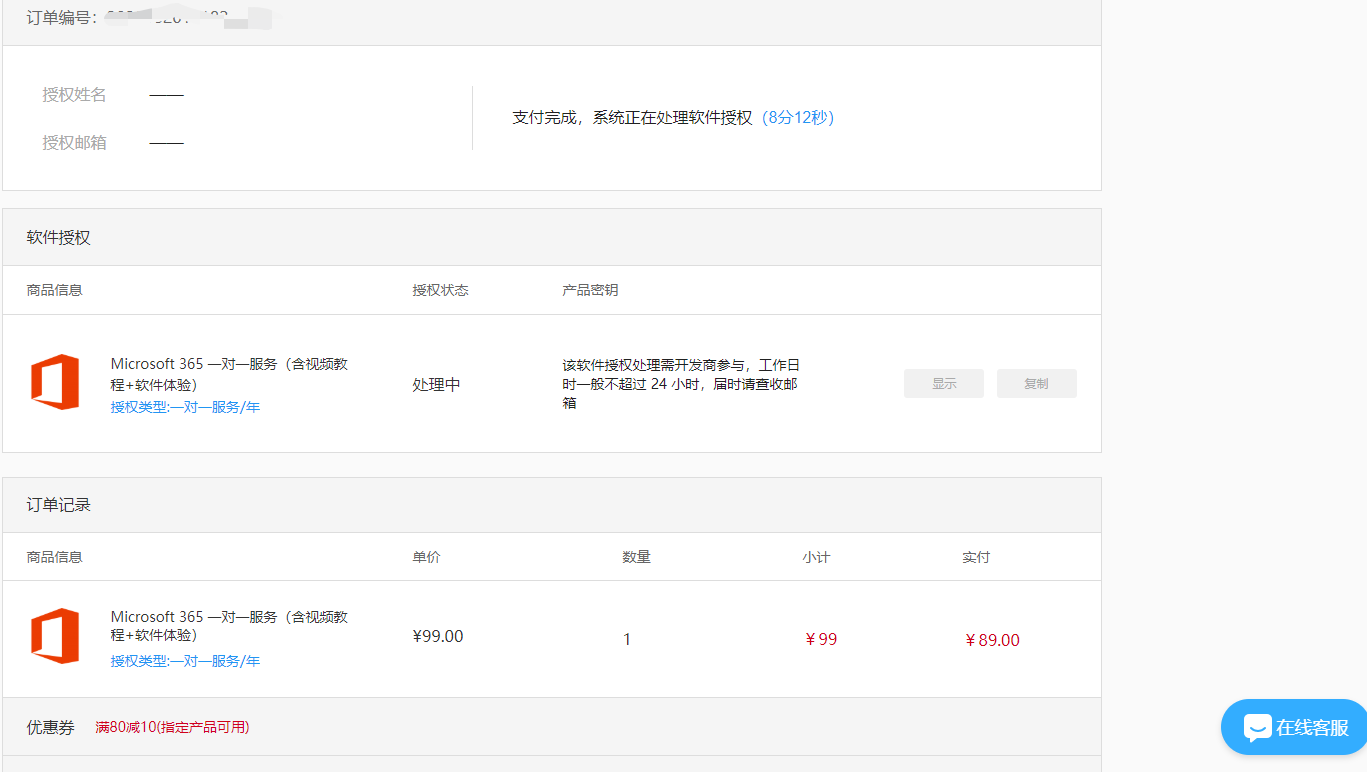 订单编号：
授权姓名 ——
授权邮箱 ——
支付完成，系统正在处理软件授权（8分12秒）
软件授权
商品信息 授权状态 产品密钥
Microsoft 365 一对一服务（含视频教
程+软件体验）
授权类型:一对一服务/年
处理中
该软件授权处理需开发商参与，工作日
时一般不超过 24 小时，届时请查收邮
箱
显示 复制
订单记录
商品信息 单价 数量 小计 实付
Microsoft 365 一对一服务（含视频教
程+软件体验）
授权类型:一对一服务/年
¥99.00 1 ¥99 ¥89.00
优惠券 满80减10(指定产品可用)
在线客服